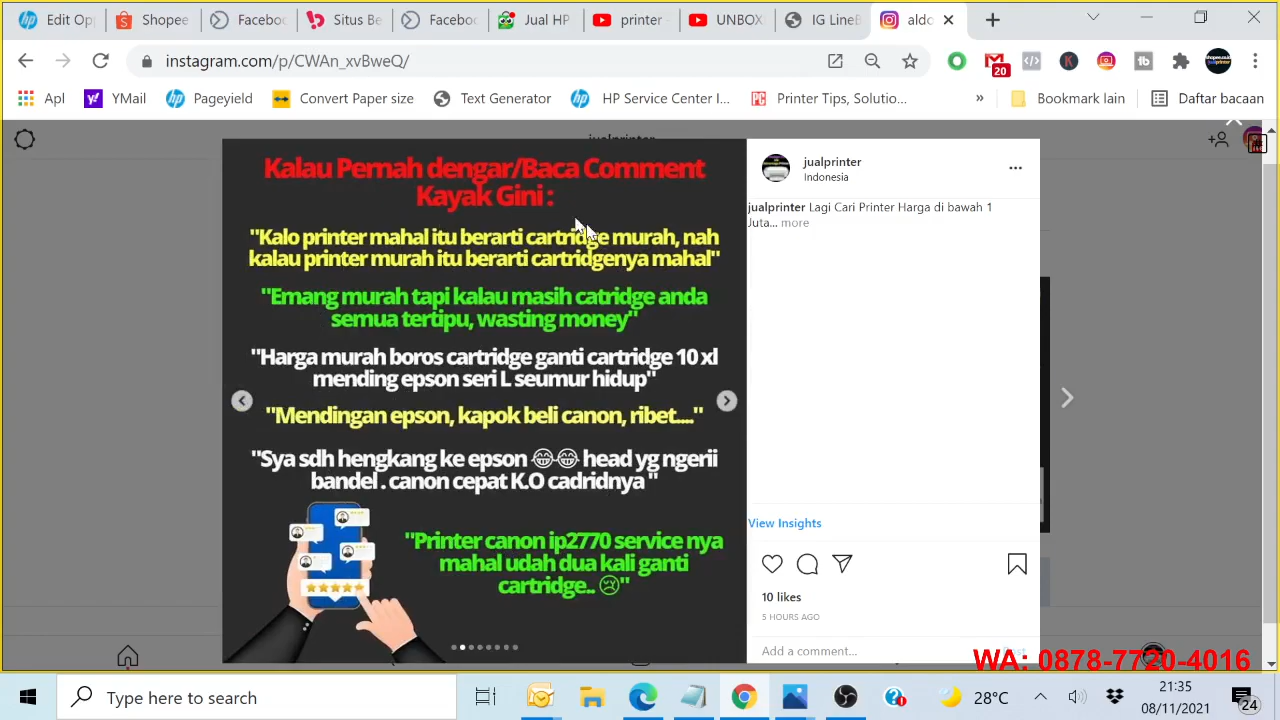 Edit Op
Shopee
Facebo
Situs Be
Facebo
Jual HP
printer
UNBOX
IG LineB
aldo
instagram.com/p/CWAn_xvBweQ/
20
Apl
YMail
Pageyield
Convert Paper size
Text Generator
HP Service Center I...
Printer Tips, Solutio...
»
Bookmark lain
Daftar bacaan
jualprinter
Kalau Pernah dengar/Baca Comment
Kayak Gini :
"Kalo printer mahal itu berarti cartridge murah, nah
kalau printer murah itu berarti cartridgenya mahal"
"Emang murah tapi kalau masih catridge anda
semua tertipu, wasting money"
"Harga murah boros cartridge ganti cartridge 10 xl
mending epson seri L seumur hidup"
"Mendingan epson, kapok beli canon, ribet...."
"Sya sdh hengkang ke epson 😂😂 head yg ngerii
bandel . canon cepat K.O cadridnya "
"Printer canon ip2770 service nya
mahal udah dua kali ganti
cartridge.. 😢"
jualprinter
Indonesia
jualprinter Lagi Cari Printer Harga di bawah 1
Juta... more
View Insights
10 likes
5 HOURS AGO
Add a comment...
Post
WA: 0878-7720-4016
Type here to search
28°C
21:35
08/11/2021
24